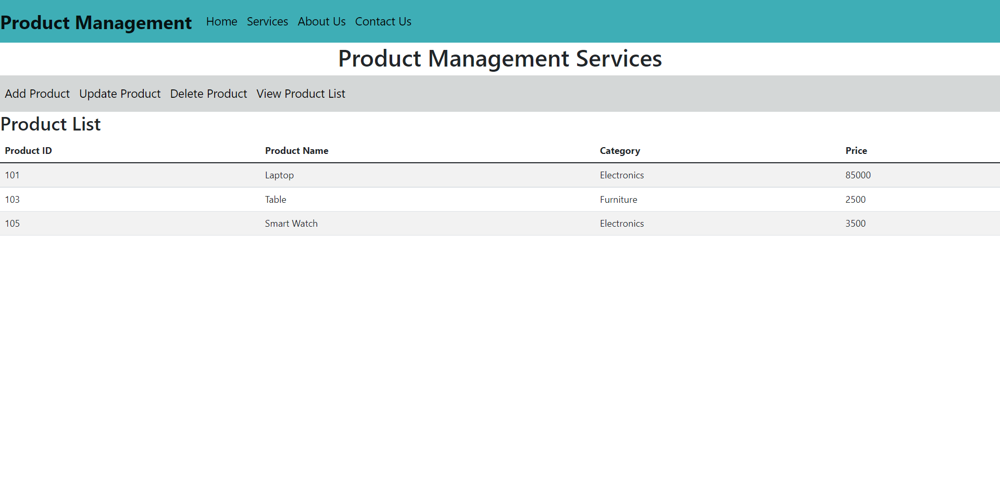 Product Management Home Services About Us Contact Us
Product Management Services
Add Product Update Product Delete Product View Product List
Product List
Product ID Product Name Category Price
101 Laptop Electronics 85000
103 Table Furniture 2500
105 Smart Watch Electronics 3500